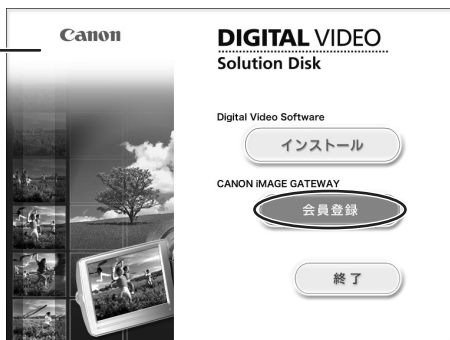 Canon
DIGITAL VIDEO
Solution Disk
Digital Video Software
インストール
CANON iMAGE GATEWAY
会員登録
終了